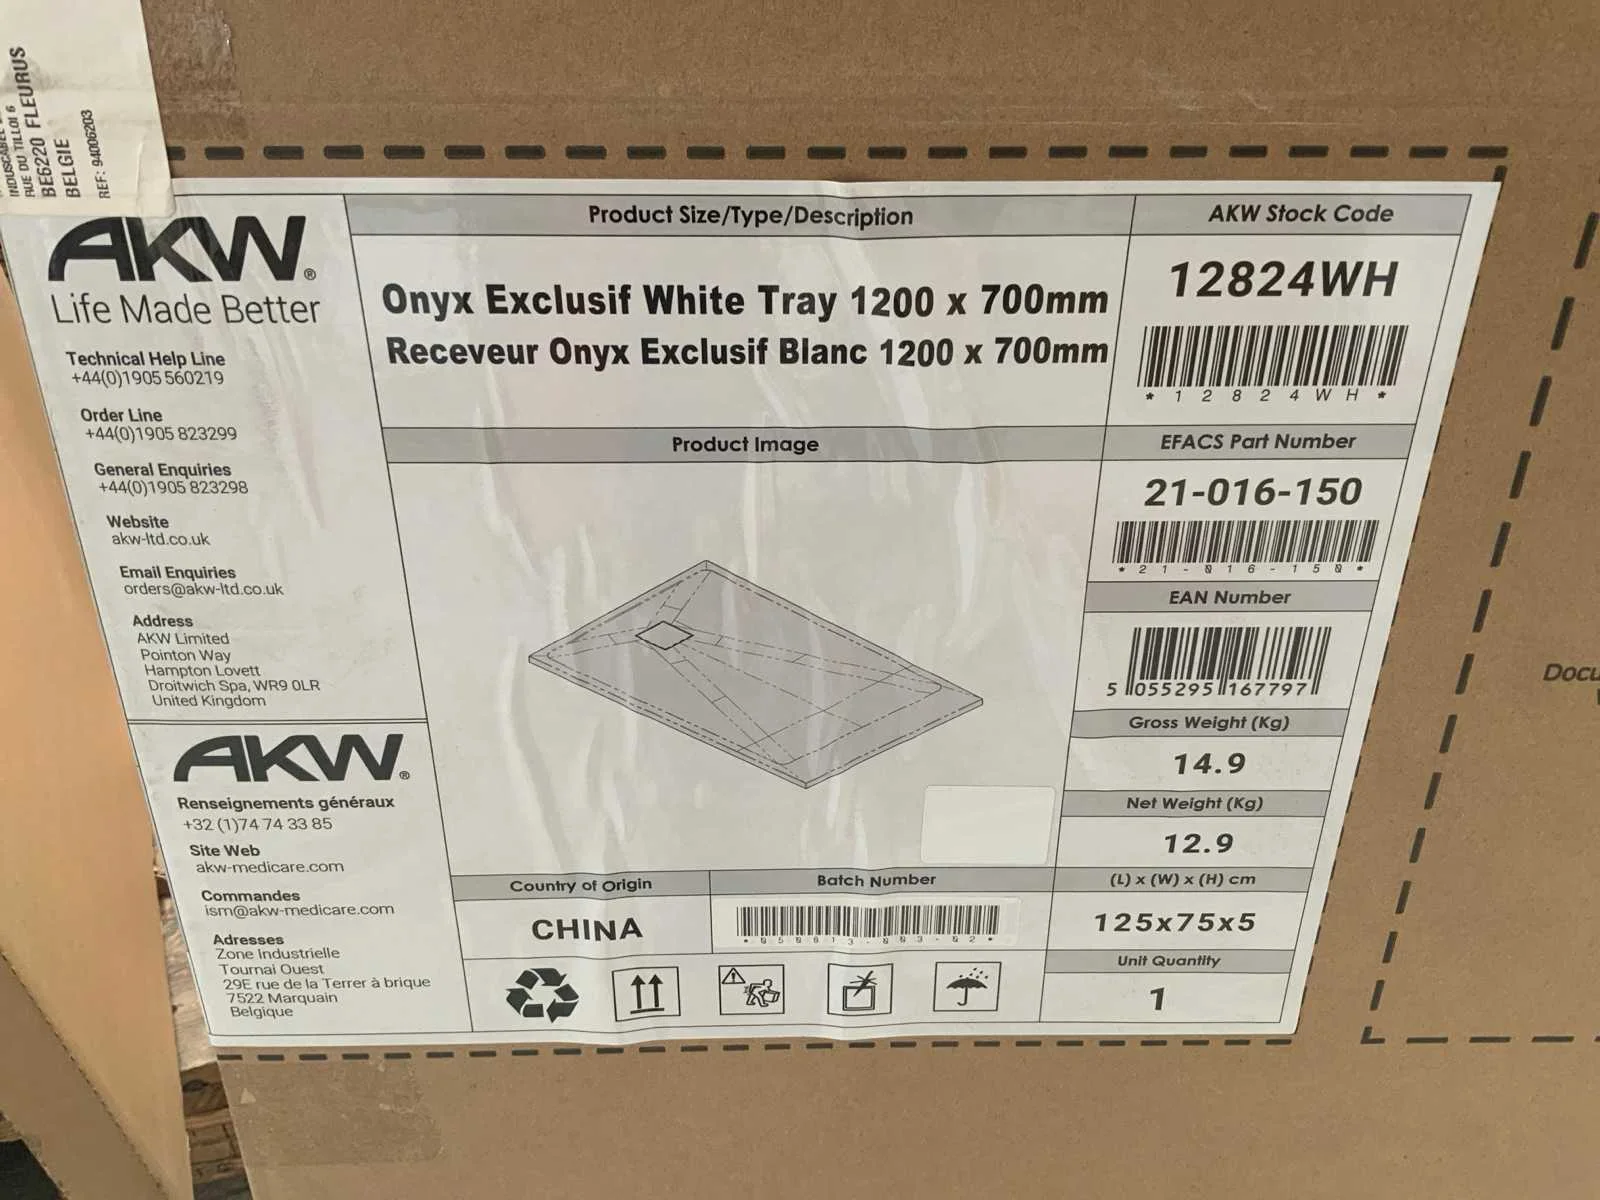 RUE DU TILLOI 6
BE6220 FLEURUS
BELGIE
REF: 94006203
AKW®
Life Made Better
Technical Help Line
+44(0)1905 560219
Order Line
+44(0)1905 823299
General Enquiries
+44(0)1905 823298
Website
akw-ltd.co.uk
Email Enquiries
orders@akw-ltd.co.uk
Address
AKW Limited
Pointon Way
Hampton Lovett
Droitwich Spa, WR9 0LR
United Kingdom
AKW®
Renseignements généraux
+32 (1)74 74 33 85
Site Web
akw-medicare.com
Commandes
ism@akw-medicare.com
Adresses
Zone Industrielle
Tournai Ouest
29E rue de la Terrer à brique
7522 Marquain
Belgique
Product Size/Type/Description
Onyx Exclusif White Tray 1200 x 700mm
Receveur Onyx Exclusif Blanc 1200 x 700mm
Product Image
Country of Origin
CHINA
Batch Number
AKW Stock Code
12824WH
*12824WH*
EFACS Part Number
21-016-150
*21-016-150*
EAN Number
5 055295 167797
Gross Weight (Kg)
14.9
Net Weight (Kg)
12.9
(L) x (W) x (H) cm
125x75x5
Unit Quantity
1